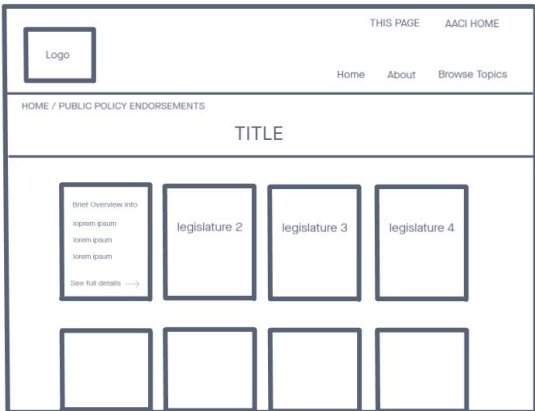 THIS PAGE AACI HOME
Logo
Home About Browse Topics
HOME / PUBLIC POLICY ENDORSEMENTS
TITLE
Brief Overview info
loprem ipsum
lorem ipsum
lorem ipsum
See full details →
legislature 2
legislature 3
legislature 4